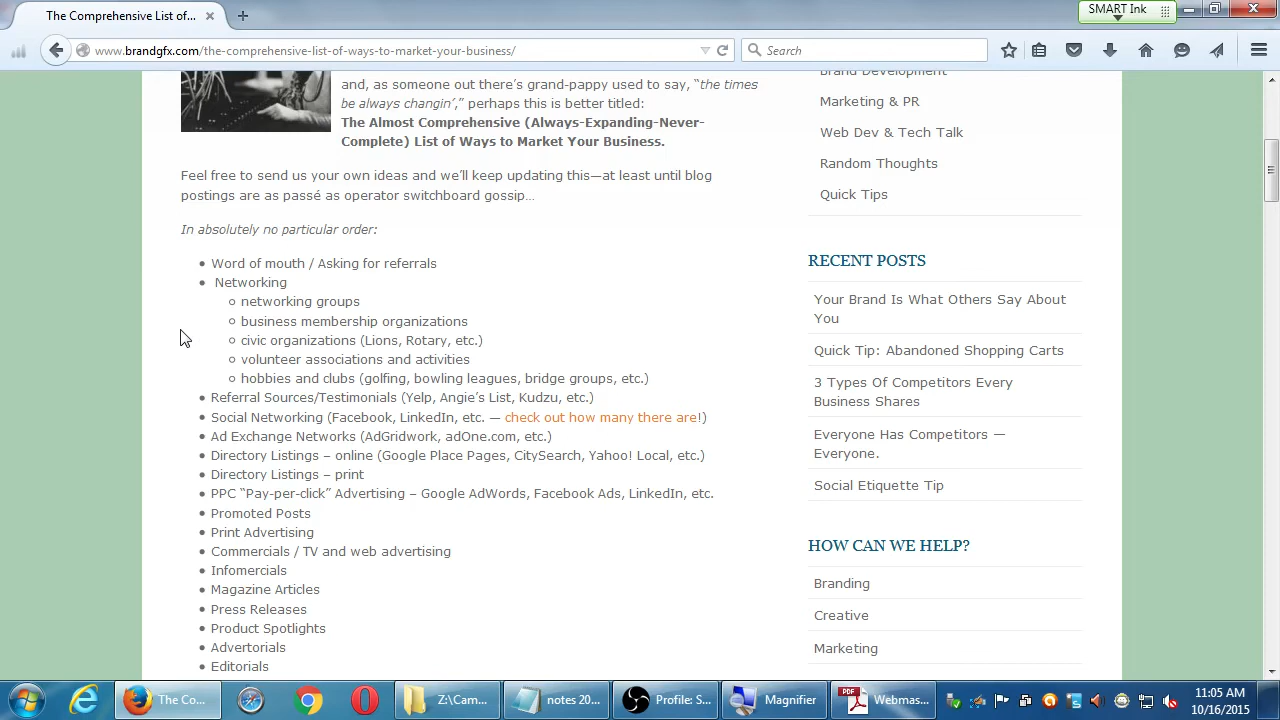 The Comprehensive List of...
SMART Ink
www.brandgfx.com/the-comprehensive-list-of-ways-to-market-your-business/
Search
and, as someone out there's grand-pappy used to say, “the times
be always changin’,” perhaps this is better titled:
The Almost Comprehensive (Always-Expanding-Never-
Complete) List of Ways to Market Your Business.
Feel free to send us your own ideas and we’ll keep updating this—at least until blog
postings are as passé as operator switchboard gossip…
In absolutely no particular order:
Word of mouth / Asking for referrals
Networking
networking groups
business membership organizations
civic organizations (Lions, Rotary, etc.)
volunteer associations and activities
hobbies and clubs (golfing, bowling leagues, bridge groups, etc.)
Referral Sources/Testimonials (Yelp, Angie’s List, Kudzu, etc.)
Social Networking (Facebook, LinkedIn, etc. — check out how many there are!)
Ad Exchange Networks (AdGridwork, adOne.com, etc.)
Directory Listings – online (Google Place Pages, CitySearch, Yahoo! Local, etc.)
Directory Listings – print
PPC “Pay-per-click” Advertising – Google AdWords, Facebook Ads, LinkedIn, etc.
Promoted Posts
Print Advertising
Commercials / TV and web advertising
Infomercials
Magazine Articles
Press Releases
Product Spotlights
Advertorials
Editorials
Brand Development
Marketing & PR
Web Dev & Tech Talk
Random Thoughts
Quick Tips
RECENT POSTS
Your Brand Is What Others Say About
You
Quick Tip: Abandoned Shopping Carts
3 Types Of Competitors Every
Business Shares
Everyone Has Competitors —
Everyone.
Social Etiquette Tip
HOW CAN WE HELP?
Branding
Creative
Marketing
The Co...
Z:\Cam...
notes 20...
Profile: S...
Magnifier
PDF
Webmas...
11:05 AM
10/16/2015